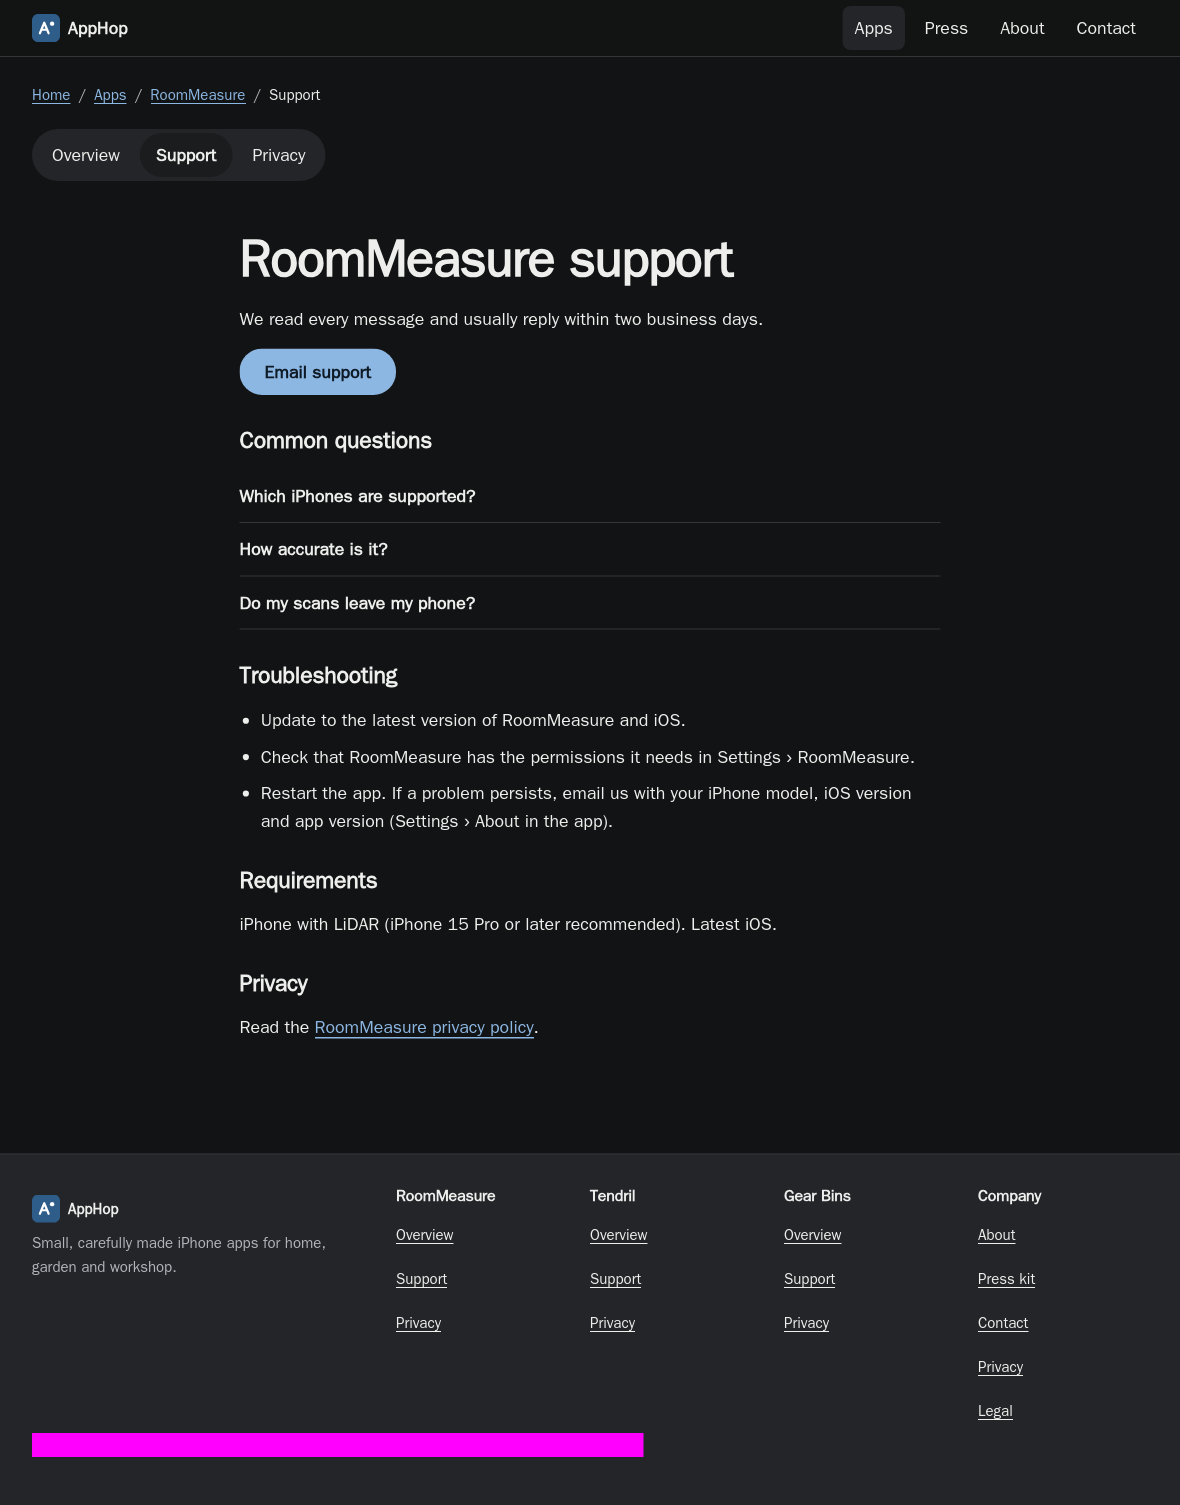 AppHop
Apps Press About Contact
Home / Apps / RoomMeasure / Support
Overview Support Privacy
RoomMeasure support
We read every message and usually reply within two business days.
Email support
Common questions
Which iPhones are supported?
How accurate is it?
Do my scans leave my phone?
Troubleshooting
• Update to the latest version of RoomMeasure and iOS.
• Check that RoomMeasure has the permissions it needs in Settings › RoomMeasure.
• Restart the app. If a problem persists, email us with your iPhone model, iOS version
and app version (Settings › About in the app).
Requirements
iPhone with LiDAR (iPhone 15 Pro or later recommended). Latest iOS.
Privacy
Read the RoomMeasure privacy policy.
AppHop
Small, carefully made iPhone apps for home,
garden and workshop.
RoomMeasure
Overview
Support
Privacy
Tendril
Overview
Support
Privacy
Gear Bins
Overview
Support
Privacy
Company
About
Press kit
Contact
Privacy
Legal